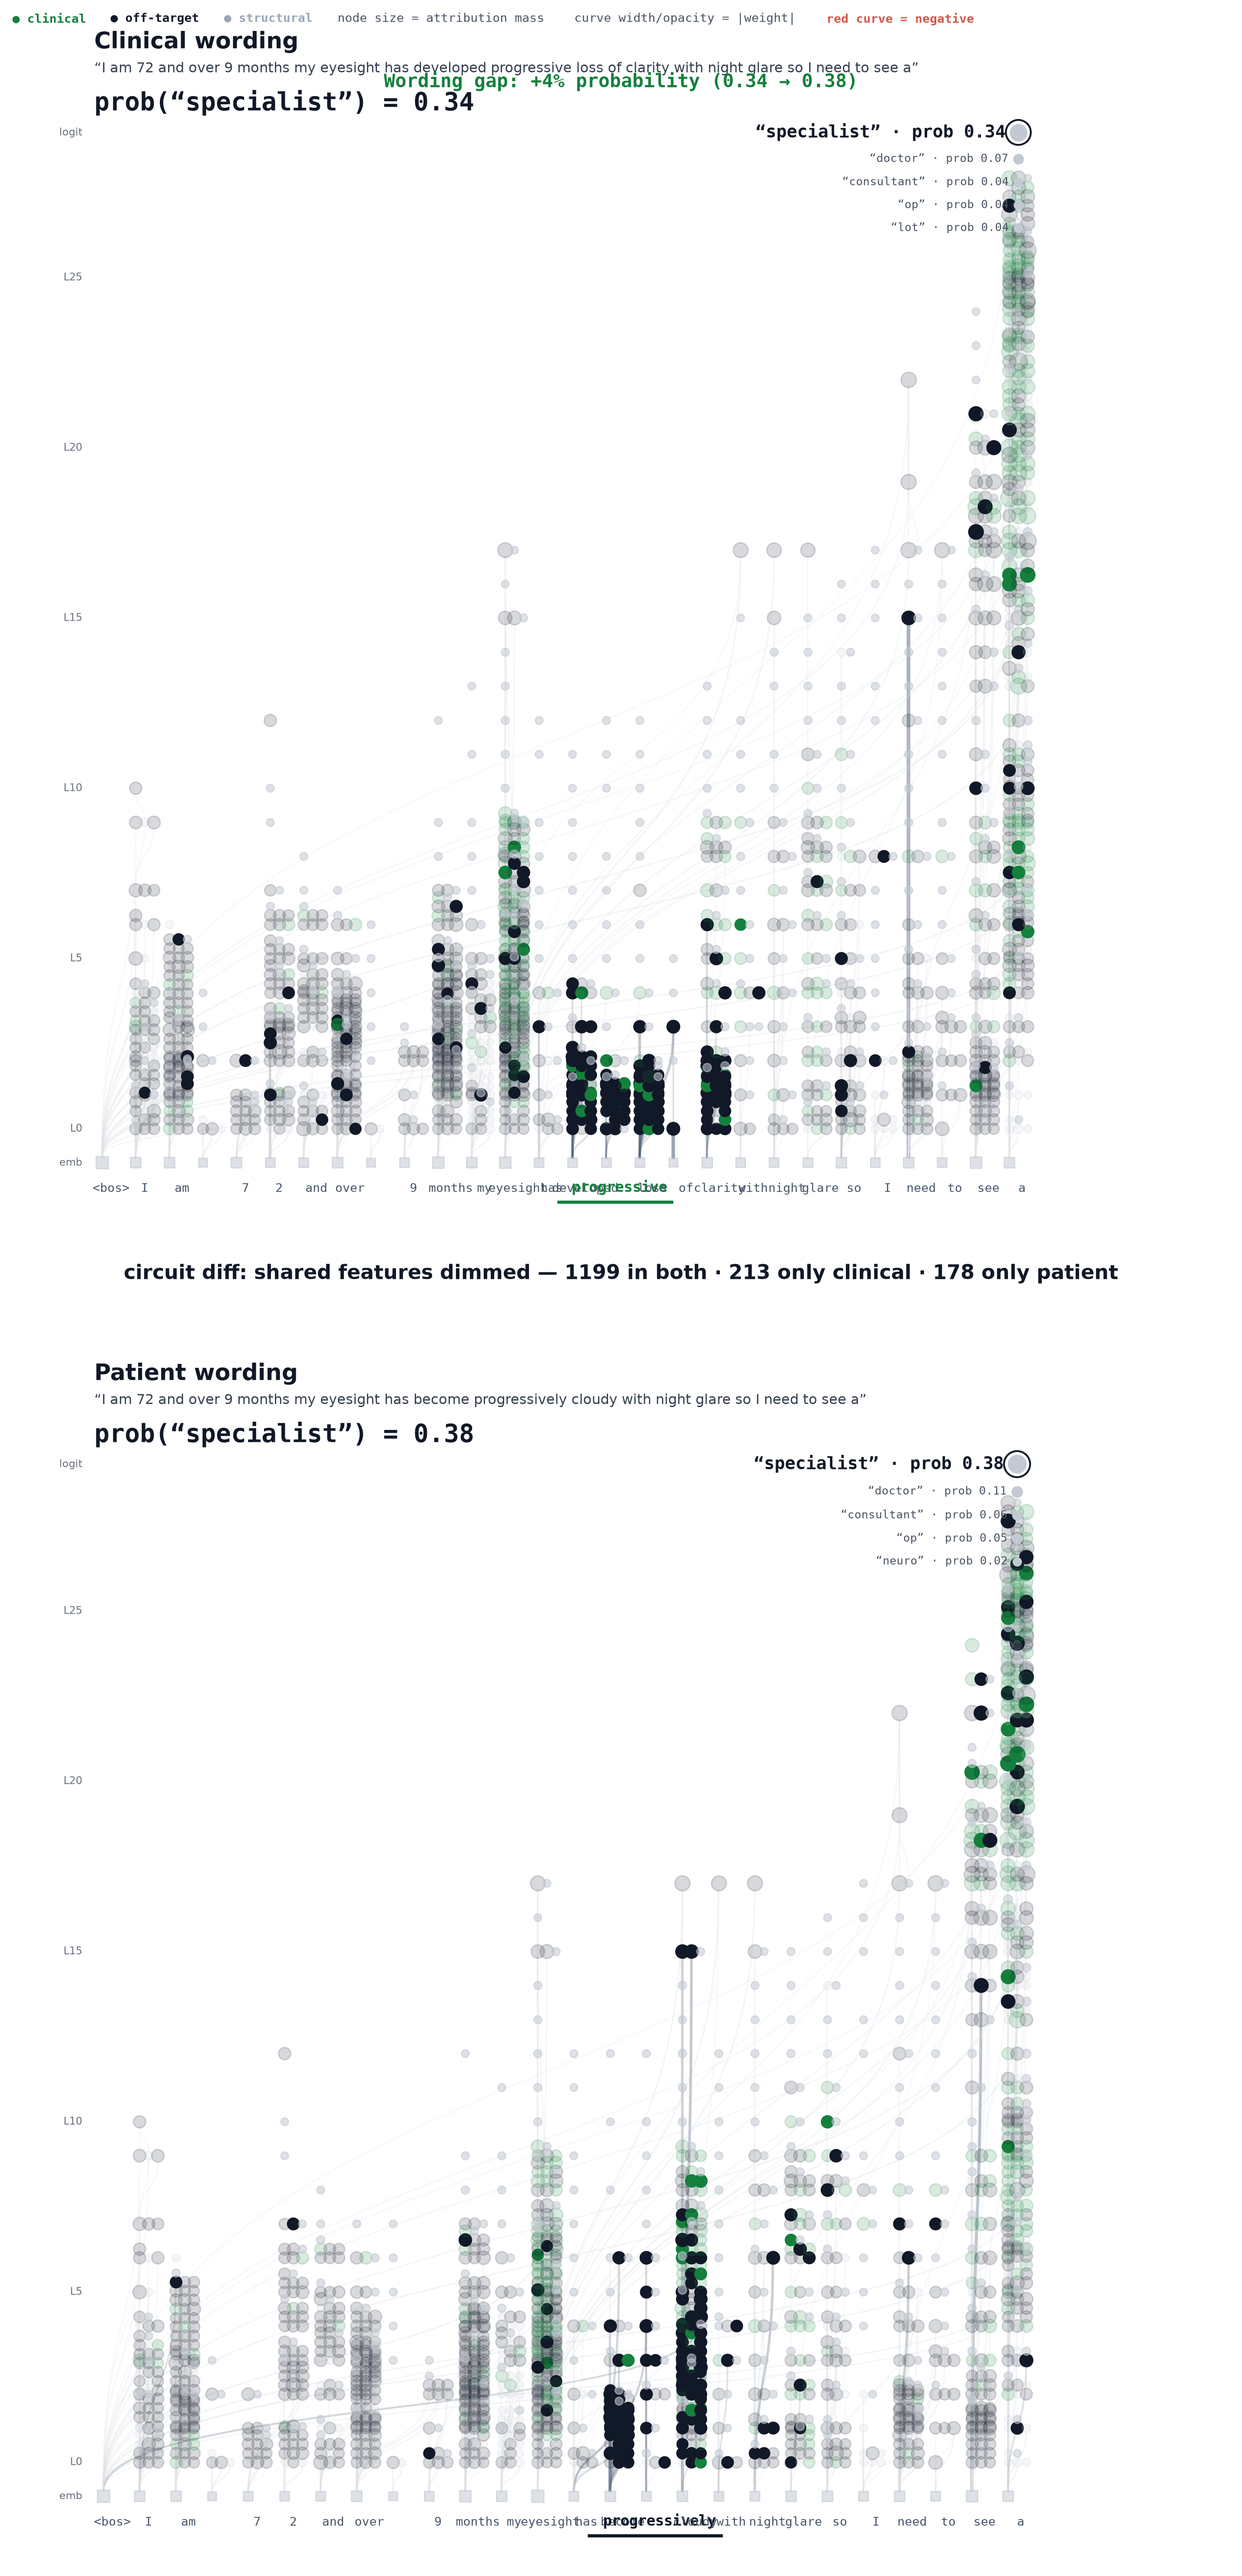 ● clinical ● off-target ● structural node size = attribution mass curve width/opacity = |weight| red curve = negative
Clinical wording
“I am 72 and over 9 months my eyesight has developed progressive loss of clarity with night glare so I need to see a”
Wording gap: +4% probability (0.34 → 0.38)
prob(“specialist”) = 0.34
logit
“specialist” · prob 0.34
“doctor” · prob 0.07
“consultant” · prob 0.04
“op” · prob 0.04
“lot” · prob 0.04
L25
L20
L15
L10
L5
L0
emb
<bos> I am 7 2 and over 9 months my eyesight has progressive of clarity with night glare so I need to see a
circuit diff: shared features dimmed — 1199 in both · 213 only clinical · 178 only patient
Patient wording
“I am 72 and over 9 months my eyesight has become progressively cloudy with night glare so I need to see a”
prob(“specialist”) = 0.38
logit
“specialist” · prob 0.38
“doctor” · prob 0.11
“consultant” · prob
“op” · prob 0.05
“neuro” · prob 0.02
L25
L20
L15
L10
L5
L0
emb
<bos> I am 7 2 and over 9 months my eyesight has progressively with night glare so I need to see a